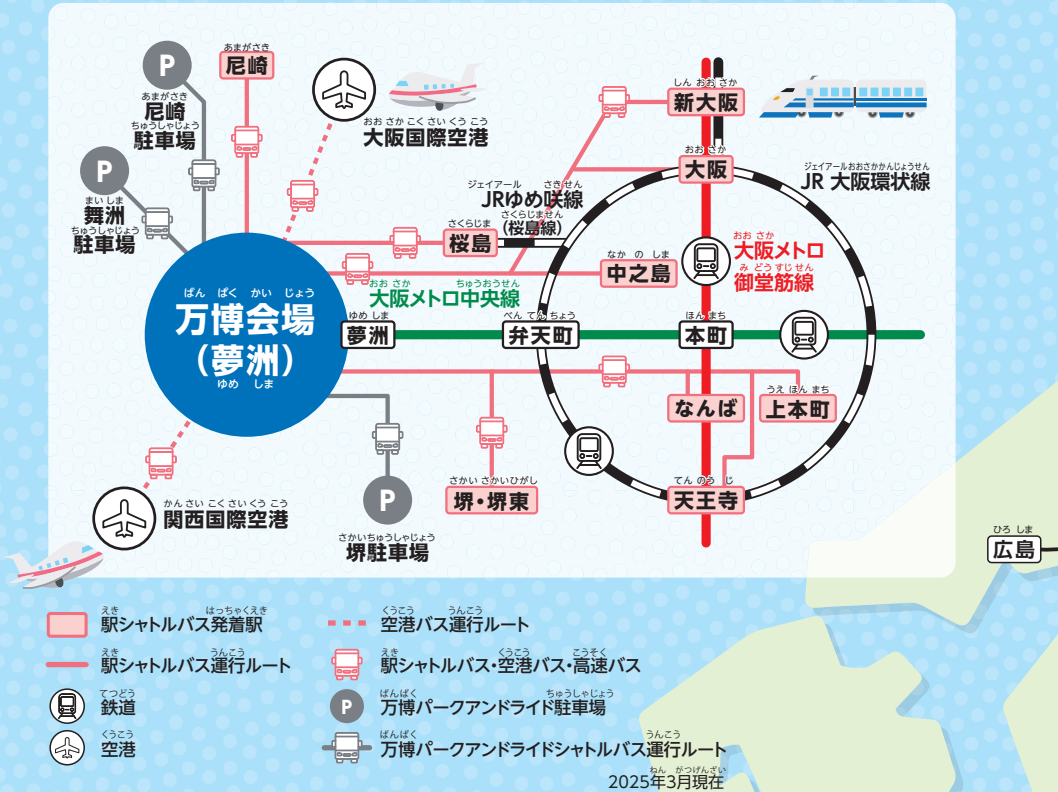 あまがさき
尼崎
P
あまがさき
尼崎
ちゅうしゃじょう
駐車場
P
まいしま
舞洲
ちゅうしゃじょう
駐車場
おおさかこくさいくうこう
大阪国際空港
しんおおさか
新大阪
おおさか
大阪
ジェイアールおおさかかんじょうせん
JR 大阪環状線
ジェイアール さきせん
JRゆめ咲線
さくらじません
(桜島線)
さくらじま
桜島
なかのしま
中之島
おおさか
大阪メトロ
みどうすじせん
御堂筋線
おおさか ちゅうおうせん
大阪メトロ中央線
ばんぱくかいじょう
万博会場
(夢洲)
ゆめしま
ゆめしま
夢洲
べんてんちょう
弁天町
ほんまち
本町
なんば
うえほんまち
上本町
さかい さかいひがし
堺・堺東
てんのうじ
天王寺
P
さかいちゅうしゃじょう
堺駐車場
かんさいこくさいくうこう
関西国際空港
ひろしま
広島
えき はっちゃくえき
駅シャトルバス発着駅
えき うんこう
駅シャトルバス運行ルート
てつどう
鉄道
くうこう
空港
くうこう うんこう
空港バス運行ルート
えき くうこう こうそく
駅シャトルバス・空港バス・高速バス
P
ばんぱく ちゅうしゃじょう
万博パークアンドライド駐車場
ばんぱく うんこう
万博パークアンドライドシャトルバス運行ルート
ねん がつげんざい
2025年3月現在